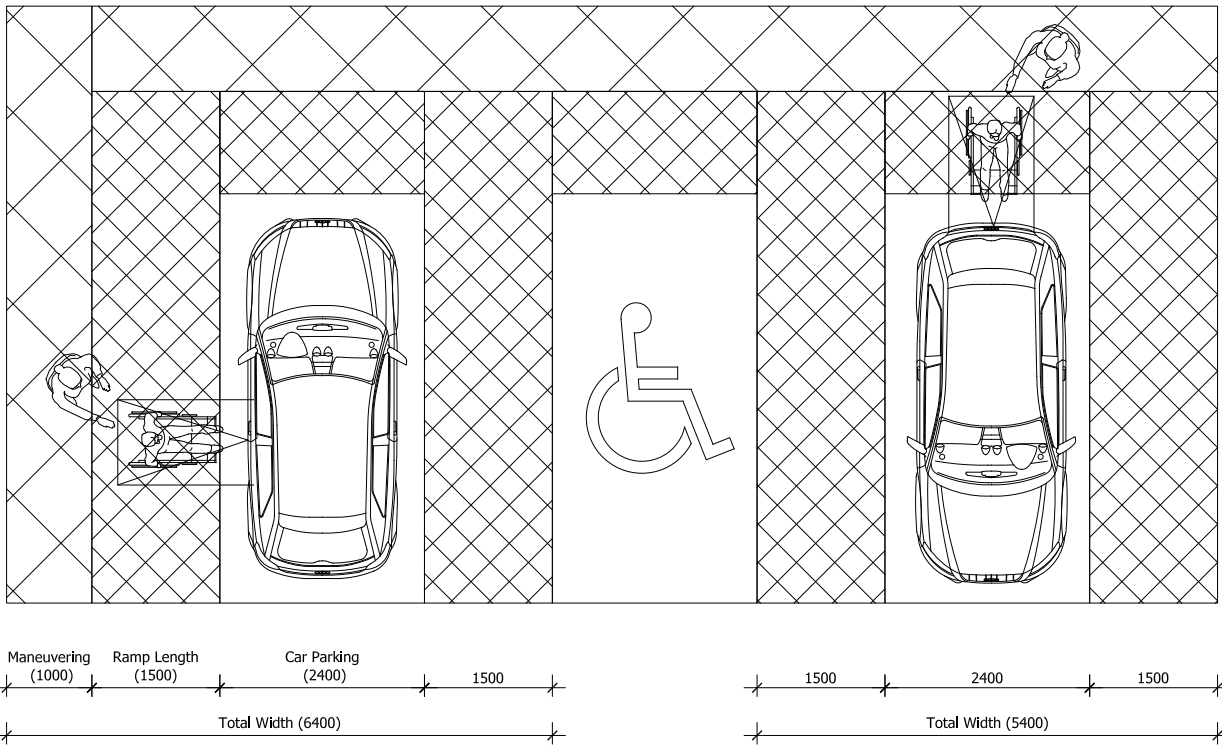 Maneuvering
(1000)
Ramp Length
(1500)
Car Parking
(2400)
1500
1500
2400
1500
Total Width (6400)
Total Width (5400)